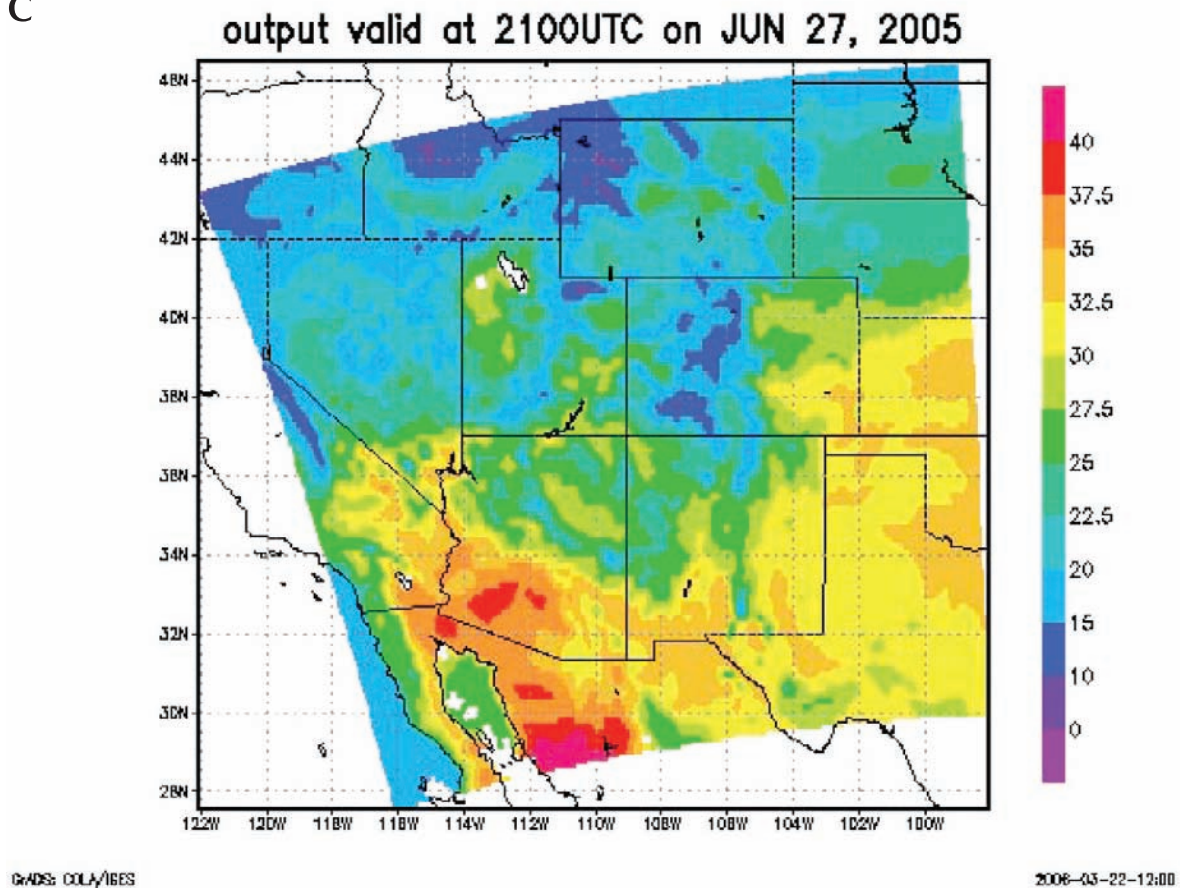 C
output valid at 2100UTC on JUN 27, 2005
46N
44N
42N
40N
38N
36N
34N
32N
30N
28N
122W 120W 118W 116W 114W 112W 110W 108W 106W 104W 102W 100W
40
37.5
35
32.5
30
27.5
25
22.5
20
15
10
0
GrADS: COLA/IGES
2006-03-22-12:00